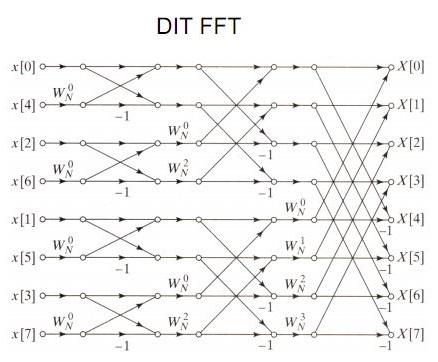 DIT FFT
x[0] X[0]
W_N^0
x[4] -1 X[1]
W_N^0
x[2] -1 X[2]
W_N^0 W_N^2
x[6] -1 -1 X[3]
W_N^0
x[1] -1 X[4]
W_N^0 W_N^1
x[5] -1 -1 X[5]
W_N^0 W_N^2
x[3] -1 -1 X[6]
W_N^0 W_N^2 W_N^3
x[7] -1 -1 -1 X[7]